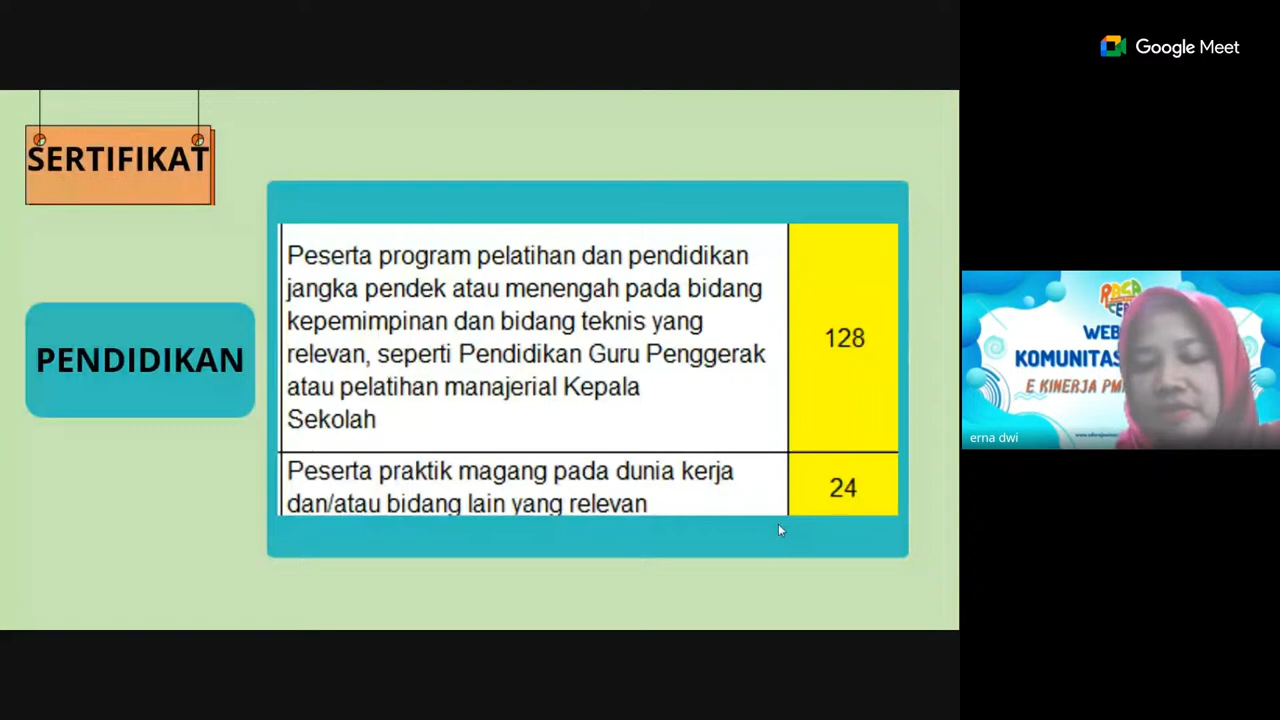 Google Meet
SERTIFIKAT
PENDIDIKAN
Peserta program pelatihan dan pendidikan
jangka pendek atau menengah pada bidang
kepemimpinan dan bidang teknis yang
relevan, seperti Pendidikan Guru Penggerak
atau pelatihan manajerial Kepala
Sekolah
128
Peserta praktik magang pada dunia kerja
dan/atau bidang lain yang relevan
24
WEB
KOMUNITAS
E KINERJA PM
erna dwi